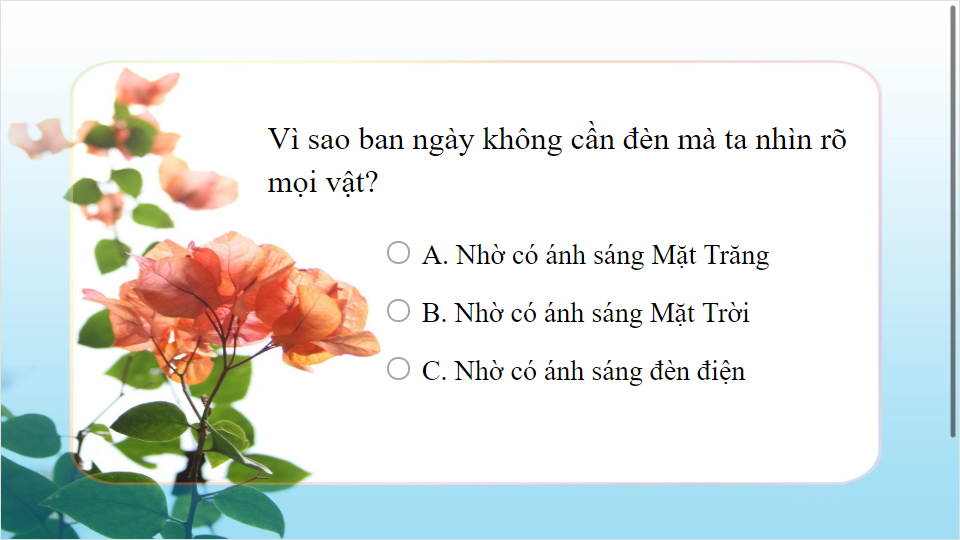 Vì sao ban ngày không cần đèn mà ta nhìn rõ
mọi vật?
A. Nhờ có ánh sáng Mặt Trăng
B. Nhờ có ánh sáng Mặt Trời
C. Nhờ có ánh sáng đèn điện